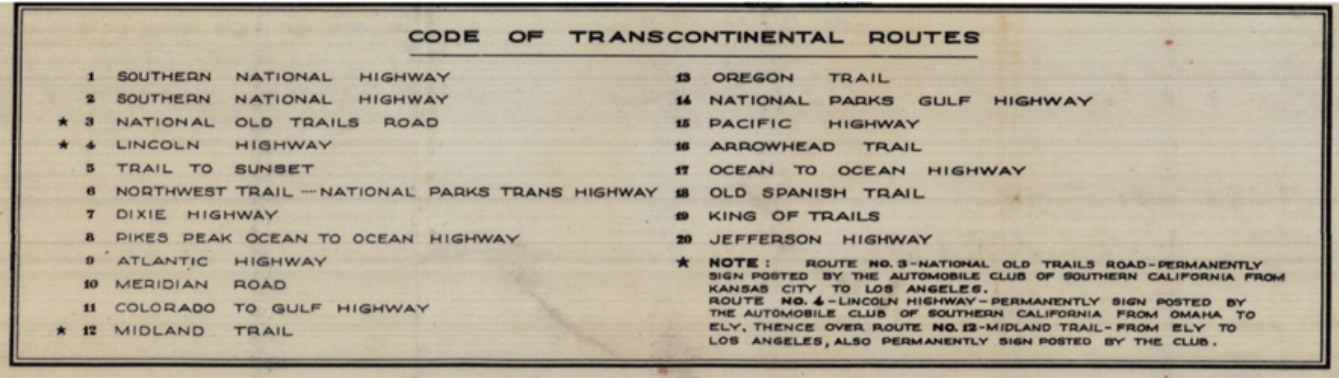 CODE OF TRANSCONTINENTAL ROUTES
1 SOUTHERN NATIONAL HIGHWAY
2 SOUTHERN NATIONAL HIGHWAY
★ 3 NATIONAL OLD TRAILS ROAD
★ 4 LINCOLN HIGHWAY
5 TRAIL TO SUNSET
6 NORTHWEST TRAIL----NATIONAL PARKS TRANS HIGHWAY
7 DIXIE HIGHWAY
8 PIKES PEAK OCEAN TO OCEAN HIGHWAY
9 ATLANTIC HIGHWAY
10 MERIDIAN ROAD
11 COLORADO TO GULF HIGHWAY
★ 12 MIDLAND TRAIL
13 OREGON TRAIL
14 NATIONAL PARKS GULF HIGHWAY
15 PACIFIC HIGHWAY
16 ARROWHEAD TRAIL
17 OCEAN TO OCEAN HIGHWAY
18 OLD SPANISH TRAIL
19 KING OF TRAILS
20 JEFFERSON HIGHWAY
★ NOTE: ROUTE NO. 3-NATIONAL OLD TRAILS ROAD-PERMANENTLY
SIGN POSTED BY THE AUTOMOBILE CLUB OF SOUTHERN CALIFORNIA FROM
KANSAS CITY TO LOS ANGELES.
ROUTE NO. 4-LINCOLN HIGHWAY-PERMANENTLY SIGN POSTED BY
THE AUTOMOBILE CLUB OF SOUTHERN CALIFORNIA FROM OMAHA TO
ELY, THENCE OVER ROUTE NO. 12-MIDLAND TRAIL-FROM ELY TO
LOS ANGELES, ALSO PERMANENTLY SIGN POSTED BY THE CLUB.